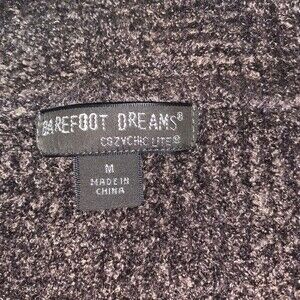 BAREFOOT DREAMS®
COZYCHIC LITE®
M
MADE IN
CHINA